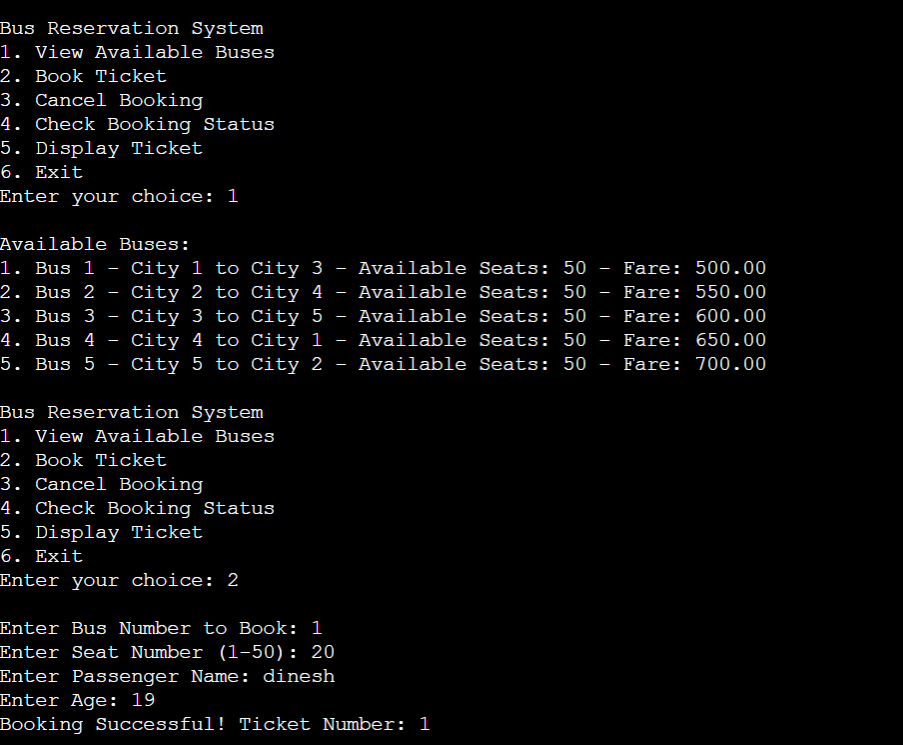 Bus Reservation System
1. View Available Buses
2. Book Ticket
3. Cancel Booking
4. Check Booking Status
5. Display Ticket
6. Exit
Enter your choice: 1
Available Buses:
1. Bus 1 - City 1 to City 3 - Available Seats: 50 - Fare: 500.00
2. Bus 2 - City 2 to City 4 - Available Seats: 50 - Fare: 550.00
3. Bus 3 - City 3 to City 5 - Available Seats: 50 - Fare: 600.00
4. Bus 4 - City 4 to City 1 - Available Seats: 50 - Fare: 650.00
5. Bus 5 - City 5 to City 2 - Available Seats: 50 - Fare: 700.00
Bus Reservation System
1. View Available Buses
2. Book Ticket
3. Cancel Booking
4. Check Booking Status
5. Display Ticket
6. Exit
Enter your choice: 2
Enter Bus Number to Book: 1
Enter Seat Number (1-50): 20
Enter Passenger Name: dinesh
Enter Age: 19
Booking Successful! Ticket Number: 1